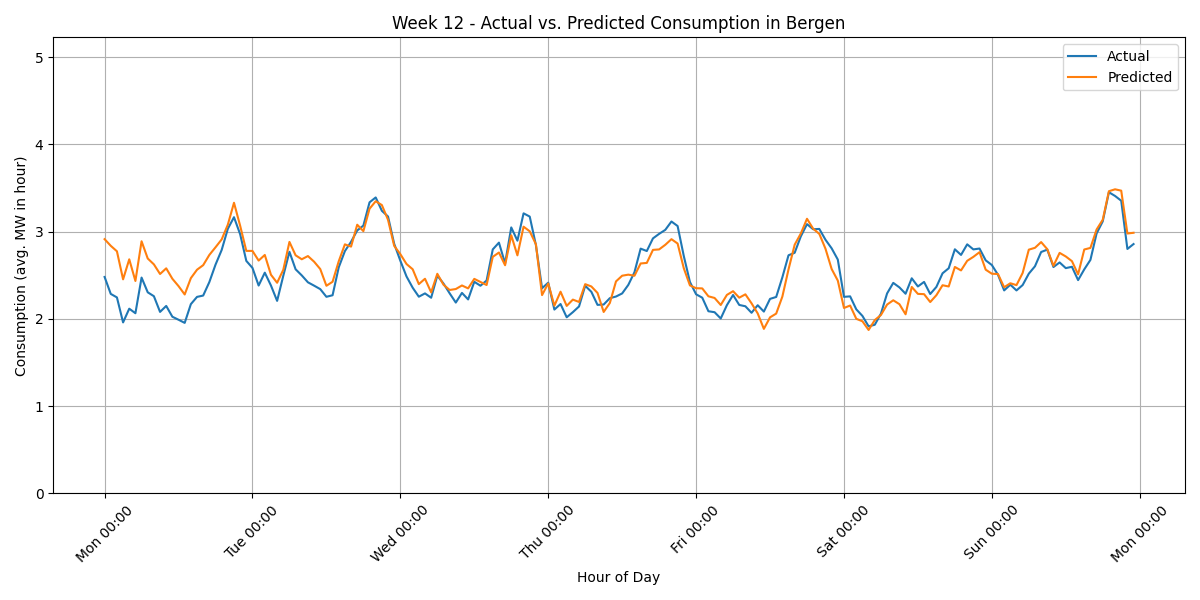 Week 12 - Actual vs. Predicted Consumption in Bergen
Actual
Predicted
Consumption (avg. MW in hour)
5
4
3
2
1
0
Mon 00:00
Tue 00:00
Wed 00:00
Thu 00:00
Fri 00:00
Sat 00:00
Sun 00:00
Mon 00:00
Hour of Day